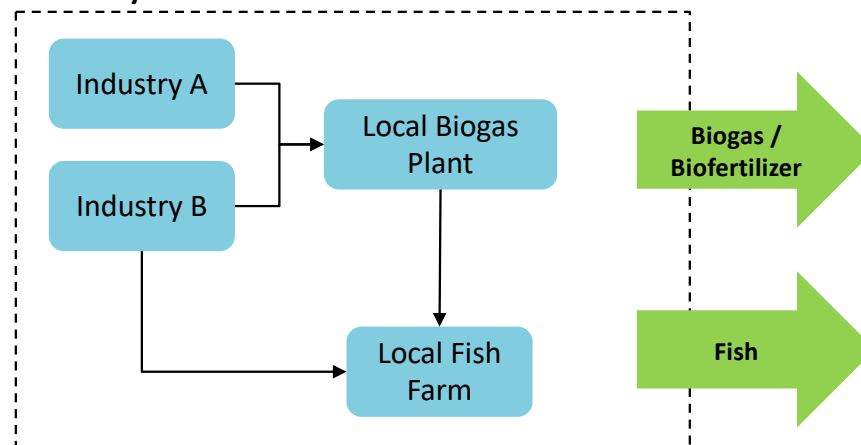 Industry A
Local Biogas
Plant
Industry B
Local Fish
Farm
Biogas /
Biofertilizer
Fish